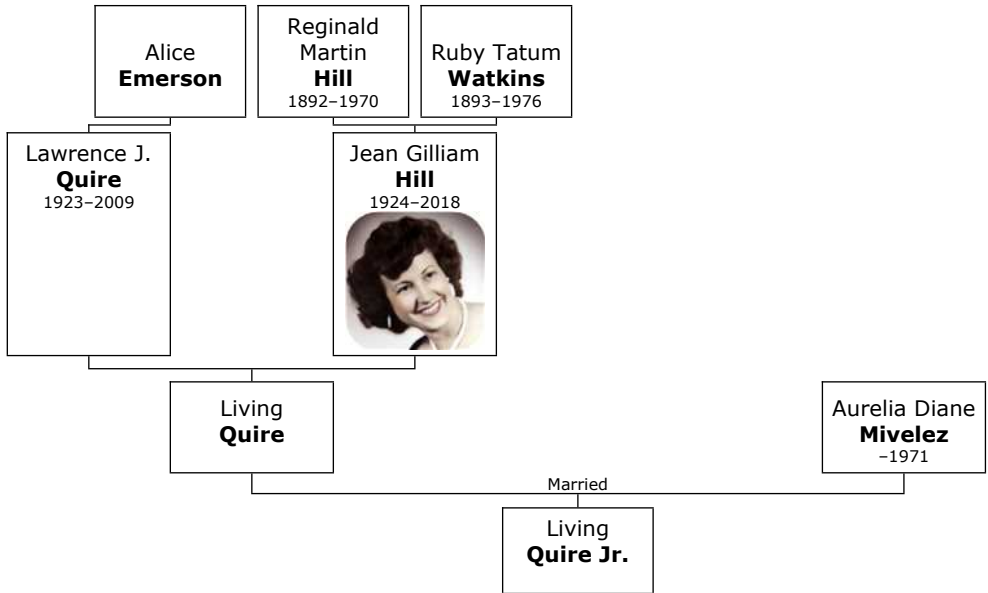 Alice
Emerson
Reginald
Martin
Hill
1892–1970
Ruby Tatum
Watkins
1893–1976
Lawrence J.
Quire
1923–2009
Jean Gilliam
Hill
1924–2018
Living
Quire
Aurelia Diane
Mivelez
–1971
Married
Living
Quire Jr.